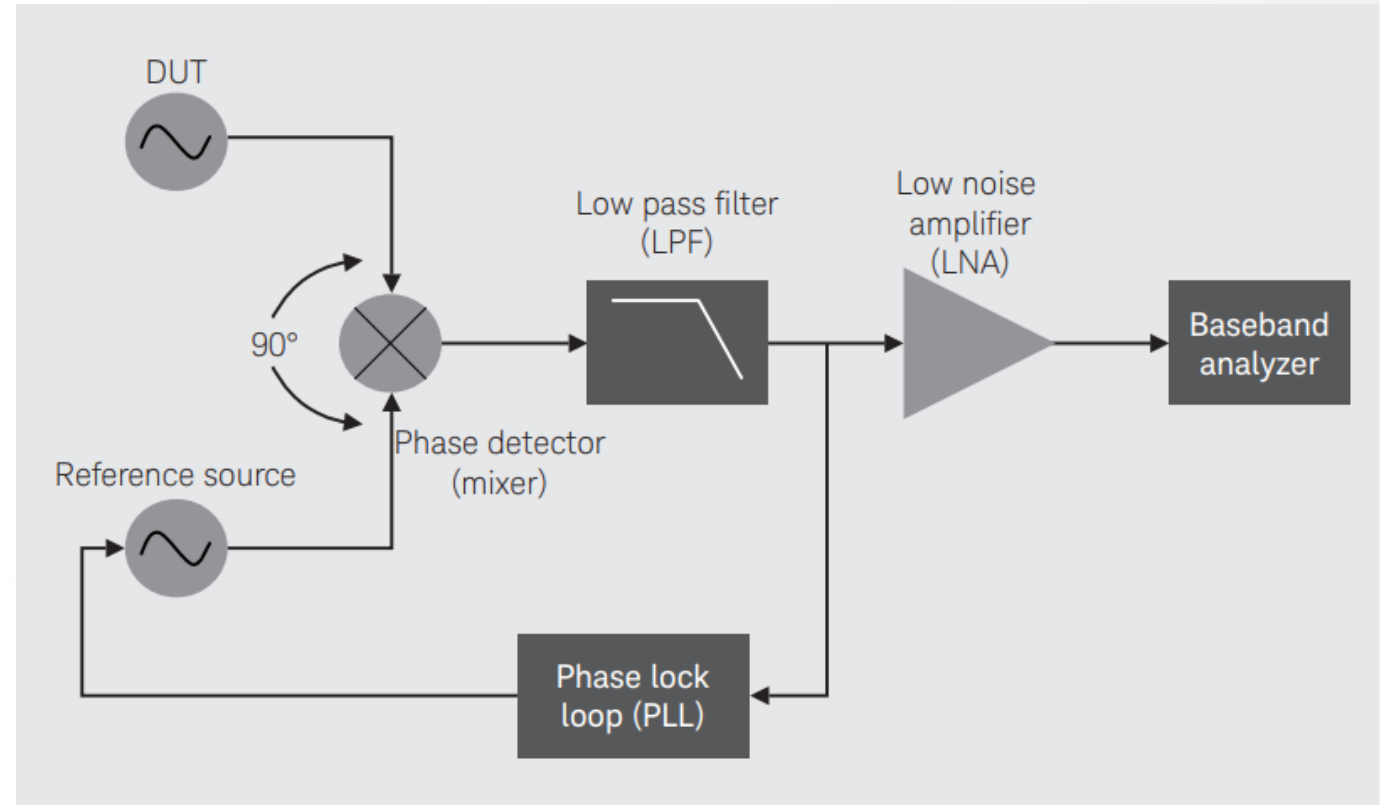 DUT
Low pass filter
(LPF)
Low noise
amplifier
(LNA)
Baseband
analyzer
90°
Phase detector
(mixer)
Reference source
Phase lock
loop (PLL)